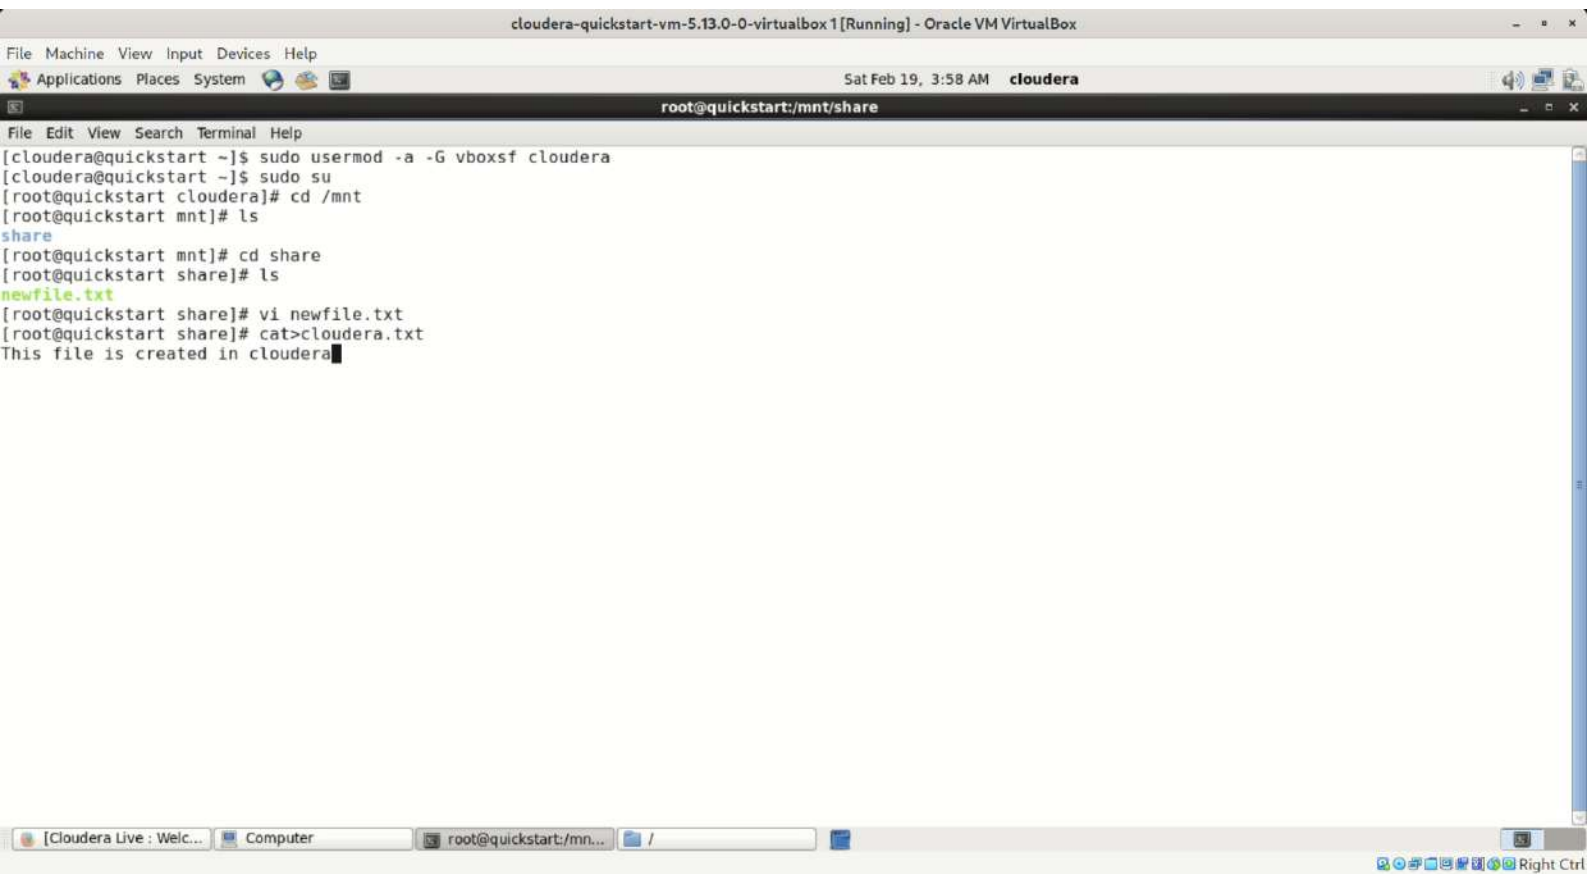 cloudera-quickstart-vm-5.13.0-0-virtualbox 1 [Running] - Oracle VM VirtualBox
File Machine View Input Devices Help
Applications Places System Sat Feb 19, 3:58 AM cloudera
root@quickstart:/mnt/share
File Edit View Search Terminal Help
[cloudera@quickstart ~]$ sudo usermod -a -G vboxsf cloudera
[cloudera@quickstart ~]$ sudo su
[root@quickstart cloudera]# cd /mnt
[root@quickstart mnt]# ls
share
[root@quickstart mnt]# cd share
[root@quickstart share]# ls
newfile.txt
[root@quickstart share]# vi newfile.txt
[root@quickstart share]# cat>cloudera.txt
This file is created in cloudera
[Cloudera Live : Welc... Computer root@quickstart:/mn... /
Right Ctrl